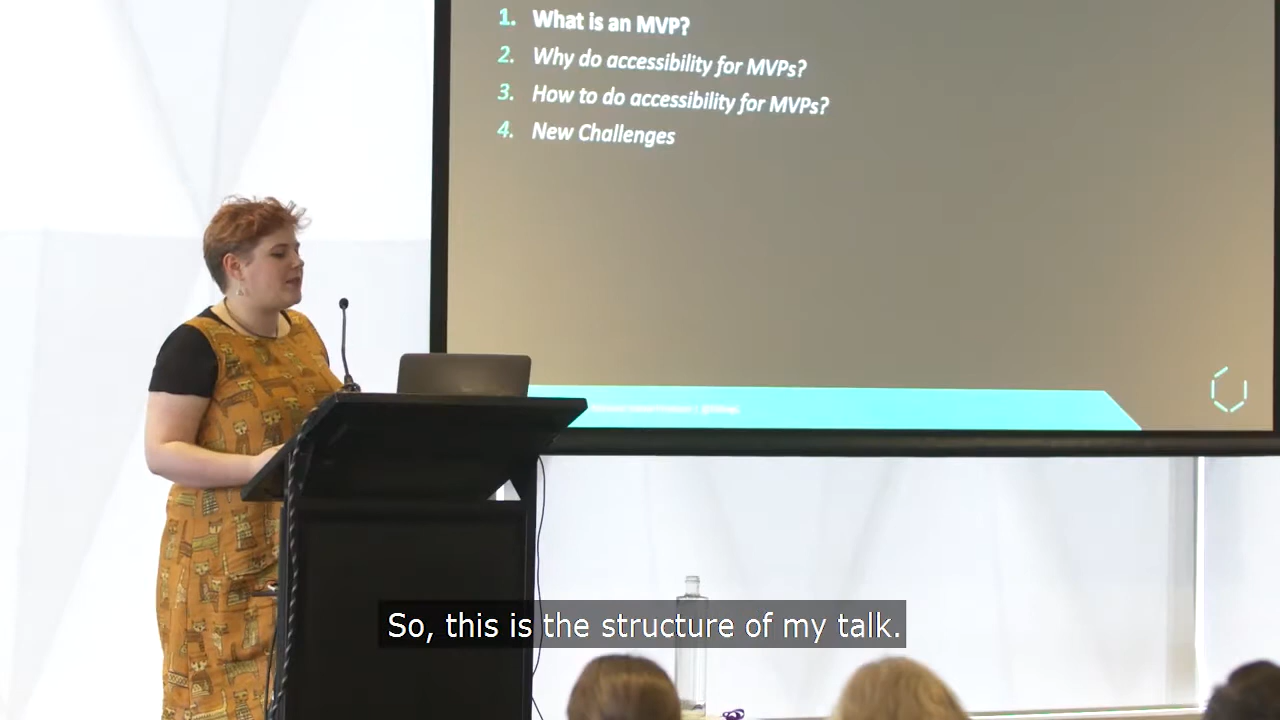 1. What is an MVP?
2. Why do accessibility for MVPs?
3. How to do accessibility for MVPs?
4. New Challenges
So, this is the structure of my talk.